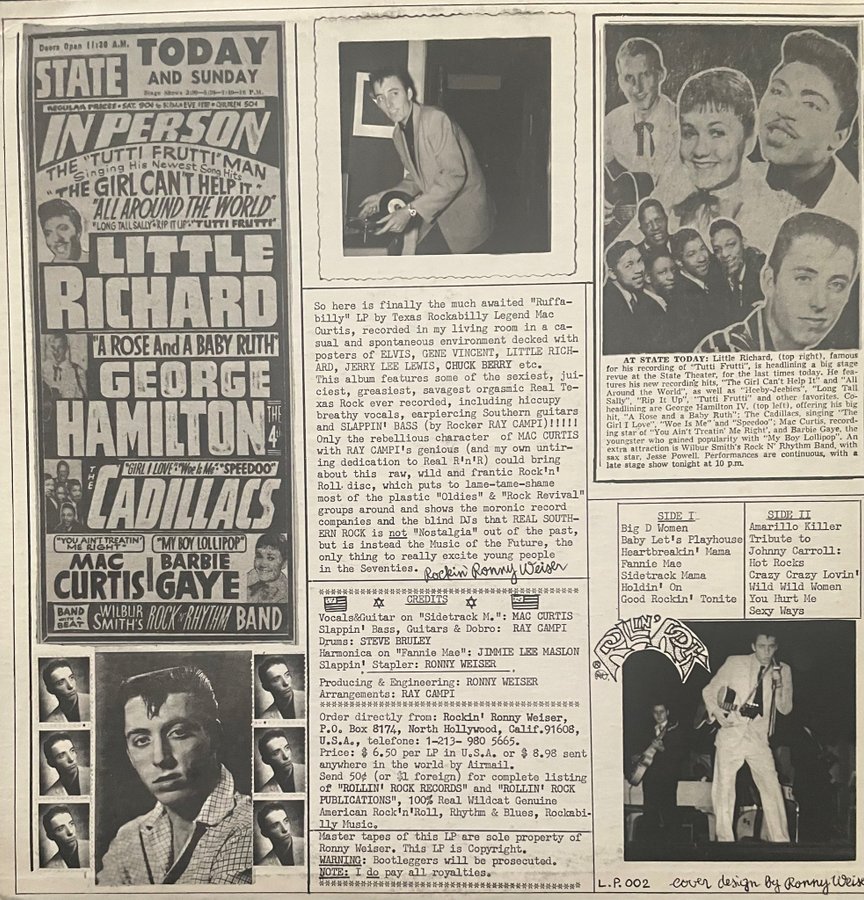 Doors Open 11:30 A.M.
STATE
TODAY
AND SUNDAY
REGULAR PRICES
IN PERSON
THE "TUTTI FRUTTI" MAN
Singing His Newest Song Hits
"THE GIRL CAN'T HELP IT"
"ALL AROUND THE WORLD"
"LONG TALL SALLY" • "RIP IT UP" • "TUTTI FRUTTI"
LITTLE
RICHARD
"A ROSE And A BABY RUTH"
GEORGE
HAMILTON THE 4th
"GIRL I LOVE" "Woe Is Me" "SPEEDOO"
THE CADILLACS
"YOU AIN'T TREATIN' ME RIGHT"
MAC CURTIS
"MY BOY LOLLIPOP"
BARBIE GAYE
BAND WITH A BEAT WILBUR SMITH'S ROCK 'n' RHYTHM BAND
So here is finally the much awaited "Ruffa-
billy" LP by Texas Rockabilly Legend Mac
Curtis, recorded in my living room in a ca-
sual and spontaneous environment decked with
posters of ELVIS, GENE VINCENT, LITTLE RICH-
ARD, JERRY LEE LEWIS, CHUCK BERRY etc.
This album features some of the sexiest, jui-
ciest, greasiest, savagest orgasmic Real Te-
xas Rock ever recorded, including hiccupy
breathy vocals, earpiercing Southern guitars
and SLAPPIN' BASS (by Rocker RAY CAMPI)!!!!!
Only the rebellious character of MAC CURTIS
with RAY CAMPI's genious (and my own untir-
ing dedication to Real R'n'R) could bring
about this raw, wild and frantic Rock'n'
Roll disc, which puts to lame-tame-shame
most of the plastic "Oldies" & "Rock Revival"
groups around and shows the moronic record
companies and the blind DJ's that REAL SOUTH-
ERN ROCK is not "Nostalgia" out of the past,
but is instead the Music of the Future, the
only thing to really excite young people
in the Seventies. Rockin' Ronny Weiser
CREDITS
Vocals&Guitar on "Sidetrack M.": MAC CURTIS
Slappin' Bass, Guitars & Dobro: RAY CAMPI
Drums: STEVE BRULEY
Harmonica on "Fannie Mae": JIMMIE LEE MASLON
Slappin' Stapler: RONNY WEISER
Producing & Engineering: RONNY WEISER
Arrangements: RAY CAMPI
Order directly from: Rockin' Ronny Weiser,
P.O. Box 8174, North Hollywood, Calif.91608,
U.S.A., telefone: 1-213- 980 5665.
Price: $ 6.50 per LP in U.S.A. or $ 8.98 sent
anywhere in the world by Airmail.
Send 50¢ (or $1 foreign) for complete listing
of "ROLLIN' ROCK RECORDS" and "ROLLIN' ROCK
PUBLICATIONS", 100% Real Wildcat Genuine
American Rock'n'Roll, Rhythm & Blues, Rockabi-
lly Music.
Master tapes of this LP are sole property of
Ronny Weiser. This LP is Copyright.
WARNING: Bootleggers will be prosecuted.
NOTE: I do pay all royalties.
AT STATE TODAY: Little Richard, (top right), famous
for his recording of "Tutti Frutti", is headlining a big stage
revue at the State Theater, for the last times today. He fea-
tures his new recording hits, "The Girl Can't Help It" and "All
Around the World", as well as "Heeby-Jeebies", "Long Tall
Sally", "Rip it Up", "Tutti Frutti" and other favorites. Co-
headlining are George Hamilton IV, (top left), offering his big
hit, "A Rose and a Baby Ruth"; The Cadillacs, singing "The
Girl I Love", "Woe is Me" and "Speedoo"; Mac Curtis, record-
ing star of "You Ain't Treatin' Me Right', and Barbie Gaye, the
youngster who gained popularity with "My Boy Lollipop". An
extra attraction is Wilbur Smith's Rock N' Rhythm Band, with
sax star, Jesse Powell. Performances are continuous, with a
late stage show tonight at 10 p.m.
SIDE I
Big D Women
Baby Let's Playhouse
Heartbreakin' Mama
Fannie Mae
Sidetrack Mama
Holdin' On
Good Rockin' Tonite
SIDE II
Amarillo Killer
Tribute to
Johnny Carroll:
Hot Rocks
Crazy Crazy Lovin'
Wild Wild Women
You Hurt Me
Sexy Ways
ROLLIN' ROCK
L.P. 002 cover design by Ronny Weise